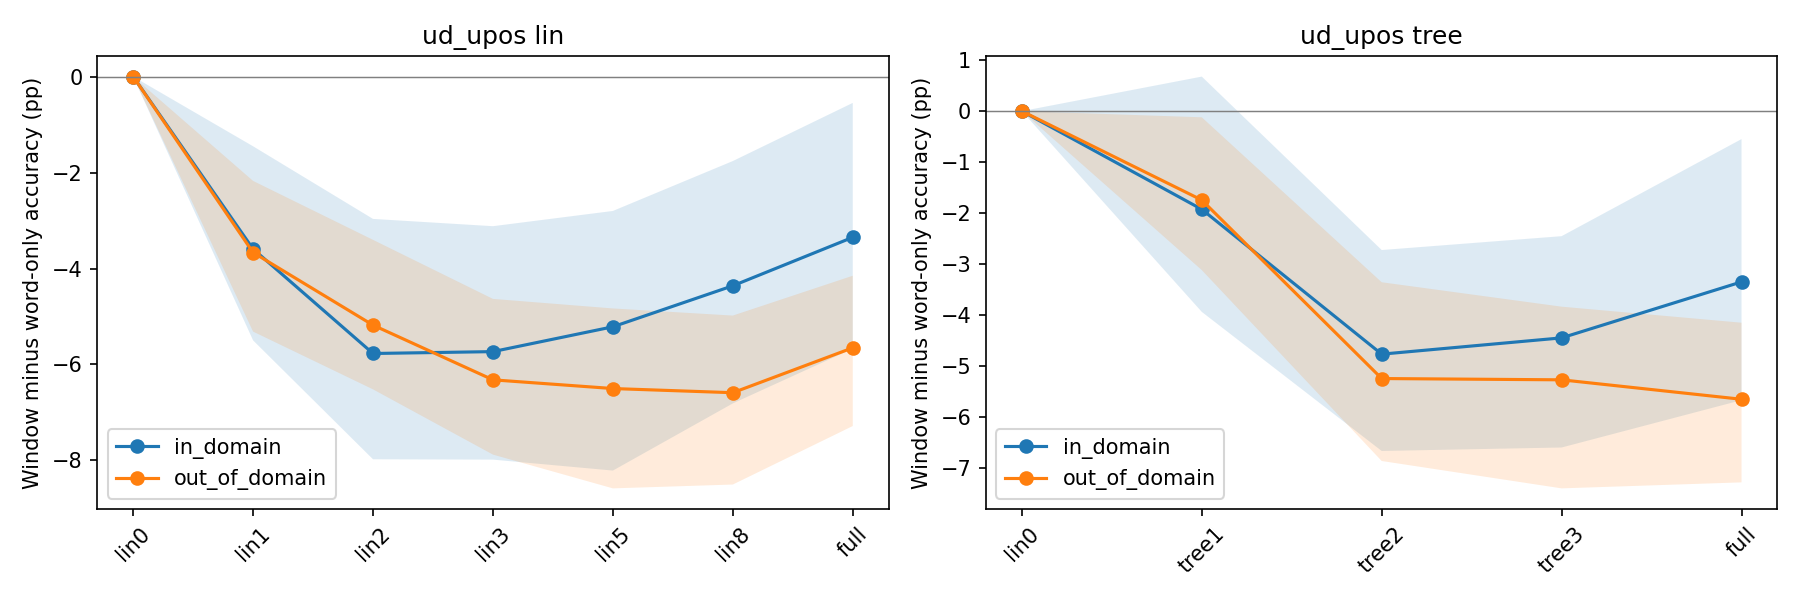 ud_upos lin
Window minus word-only accuracy (pp)
0
−2
−4
−6
−8
in_domain
out_of_domain
lin0
lin1
lin2
lin3
lin5
lin8
full
ud_upos tree
Window minus word-only accuracy (pp)
1
0
−1
−2
−3
−4
−5
−6
−7
in_domain
out_of_domain
lin0
tree1
tree2
tree3
full